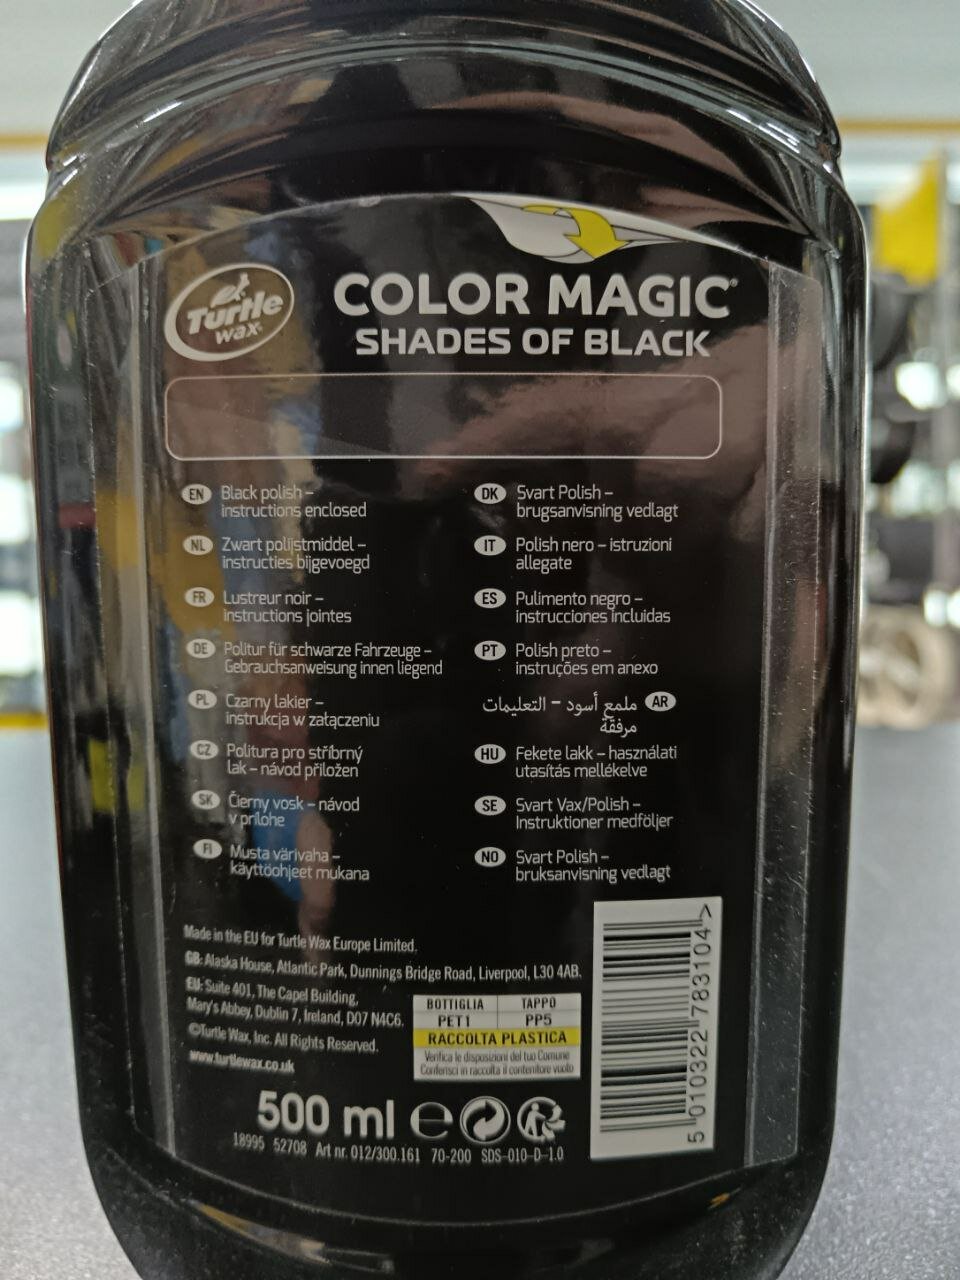 Turtle
wax®
COLOR MAGIC®
SHADES OF BLACK
EN Black polish –
instructions enclosed
NL Zwart polijstmiddel –
instructies bijgevoegd
FR Lustreur noir –
instructions jointes
DE Politur für schwarze Fahrzeuge –
Gebrauchsanweisung innen liegend
PL Czarny lakier –
instrukcja w załączeniu
CZ Politura pro stříbrný
lak – návod přiložen
SK Čierny vosk – návod
v prílohe
FI Musta värivaha –
käyttöohjeet mukana
DK Svart Polish –
brugsanvisning vedlagt
IT Polish nero – istruzioni
allegate
ES Pulimento negro –
instrucciones incluidas
PT Polish preto –
instruções em anexo
AR ملمع أسود – التعليمات
مرفقة
HU Fekete lakk – használati
utasítás mellékelve
SE Svart Vax/Polish –
Instruktioner medföljer
NO Svart Polish –
bruksanvisning vedlagt
Made in the EU for Turtle Wax Europe Limited.
GB: Alaska House, Atlantic Park, Dunnings Bridge Road, Liverpool, L30 4AB.
EU: Suite 401, The Capel Building,
Mary's Abbey, Dublin 7, Ireland, D07 N4C6.
©Turtle Wax, Inc. All Rights Reserved.
www.turtlewax.co.uk
BOTTIGLIA TAPPO
PET1 PP5
RACCOLTA PLASTICA
Verifica le disposizioni del tuo Comune
Conferisci in raccolta il contenitore vuoto
500 ml e
18995 52708 Art nr. 012/300.161 70-200 SDS-010-D-1.0
5 010322 783104 >